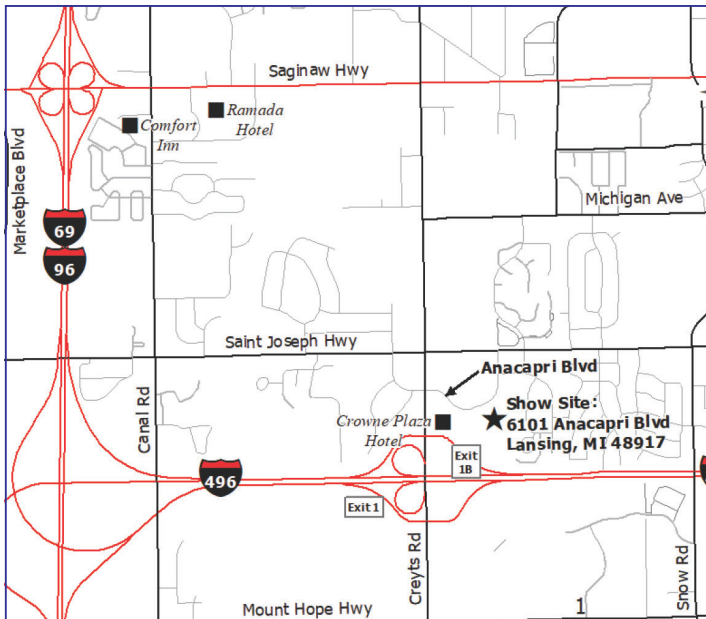 Saginaw Hwy
Ramada
Hotel
Comfort
Inn
Marketplace Blvd
Michigan Ave
69
96
Saint Joseph Hwy
Anacapri Blvd
Canal Rd
Crowne Plaza
Hotel
Show Site:
6101 Anacapri Blvd
Lansing, MI 48917
Exit
1B
496
Exit 1
Creyts Rd
Snow Rd
Mount Hope Hwy
1